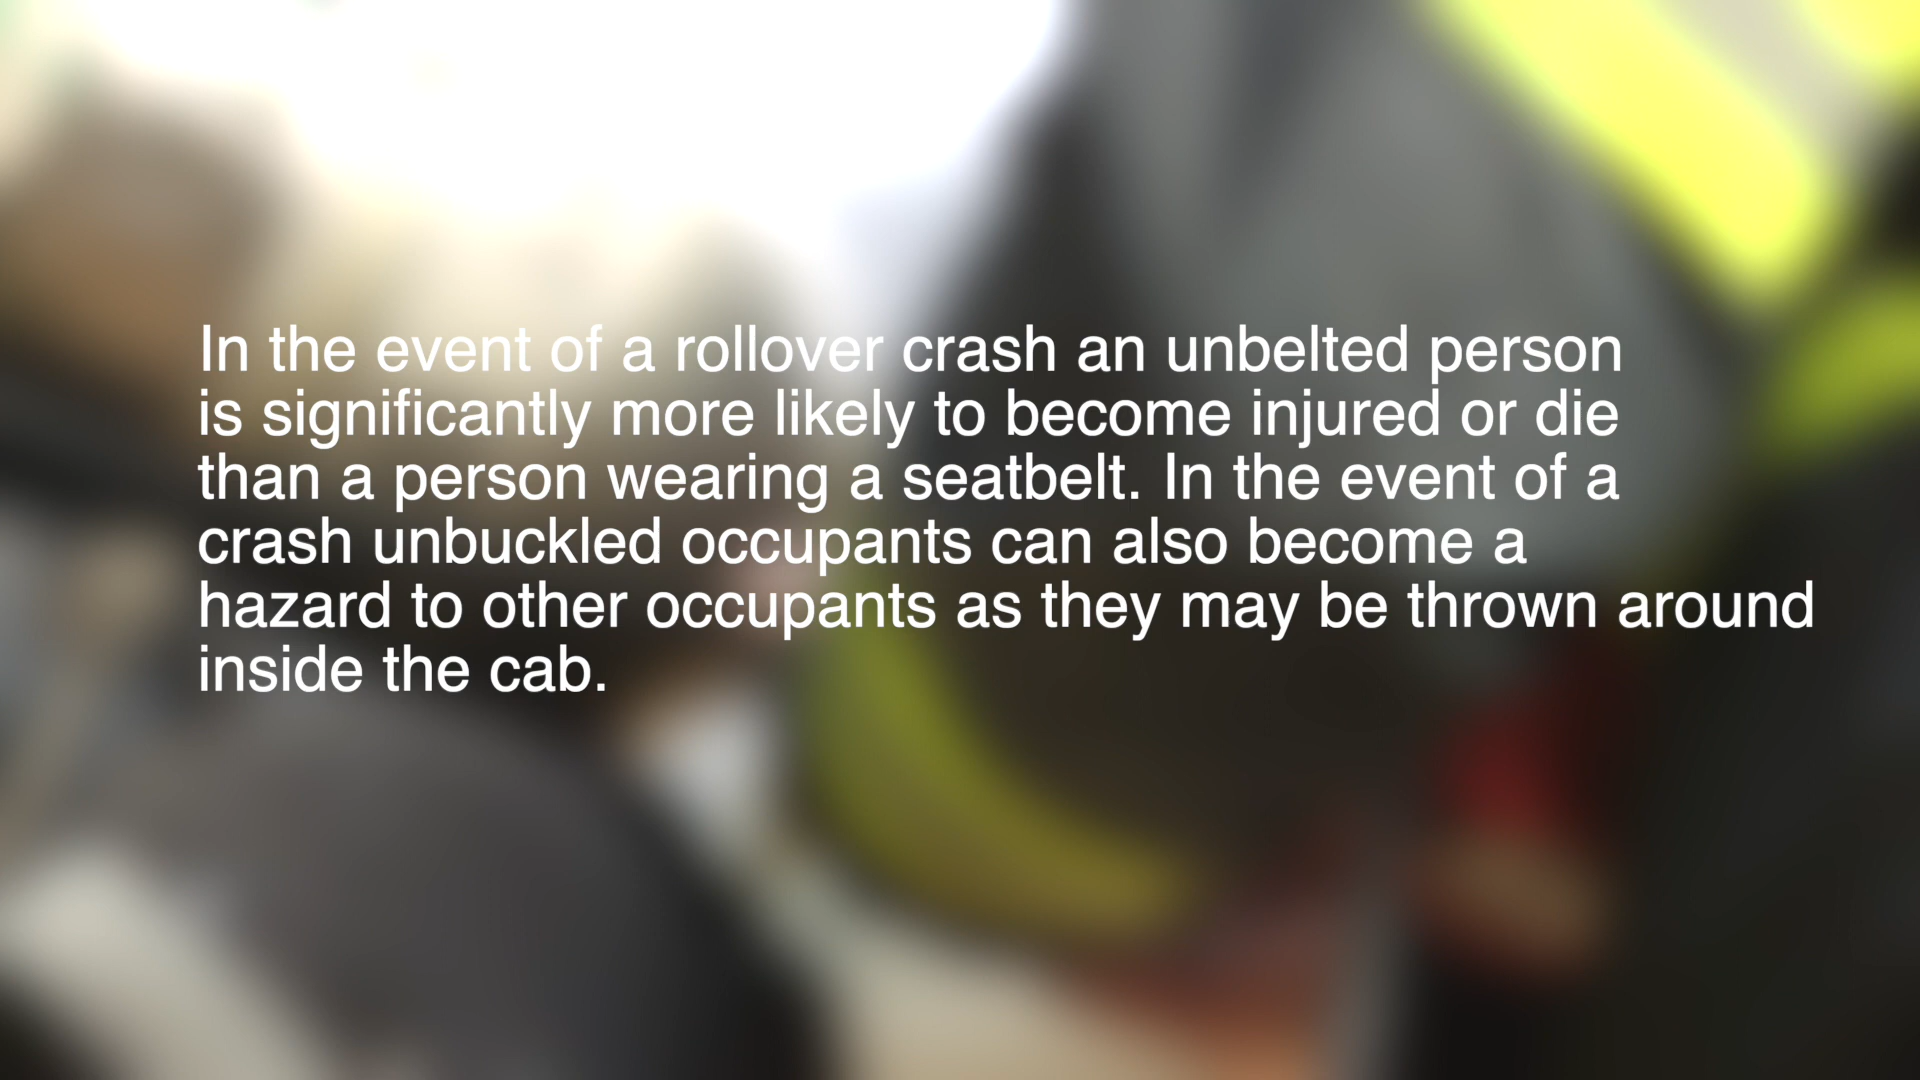 In the event of a rollover crash an unbelted person
is significantly more likely to become injured or die
than a person wearing a seatbelt. In the event of a
crash unbuckled occupants can also become a
hazard to other occupants as they may be thrown around
inside the cab.